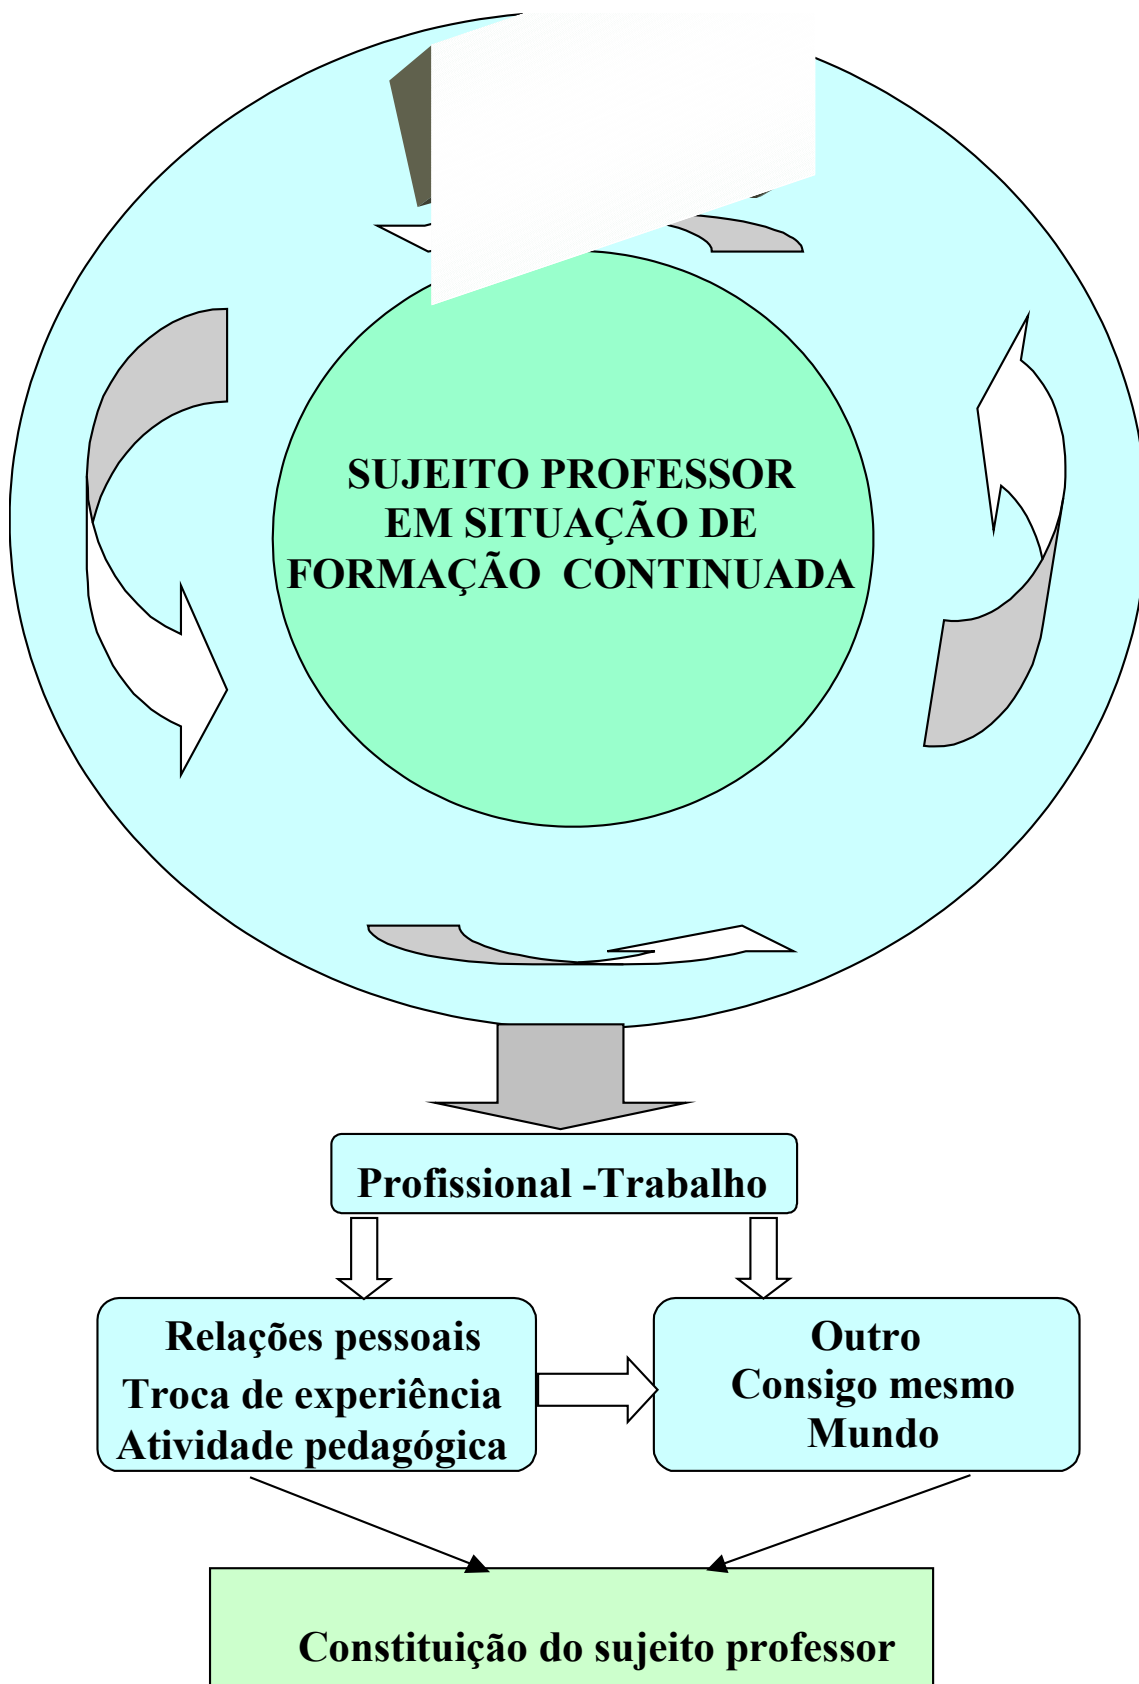 SUJEITO PROFESSOR
EM SITUAÇÃO DE
FORMAÇÃO CONTINUADA
Profissional -Trabalho
Relações pessoais
Troca de experiência
Atividade pedagógica
Outro
Consigo mesmo
Mundo
Constituição do sujeito professor